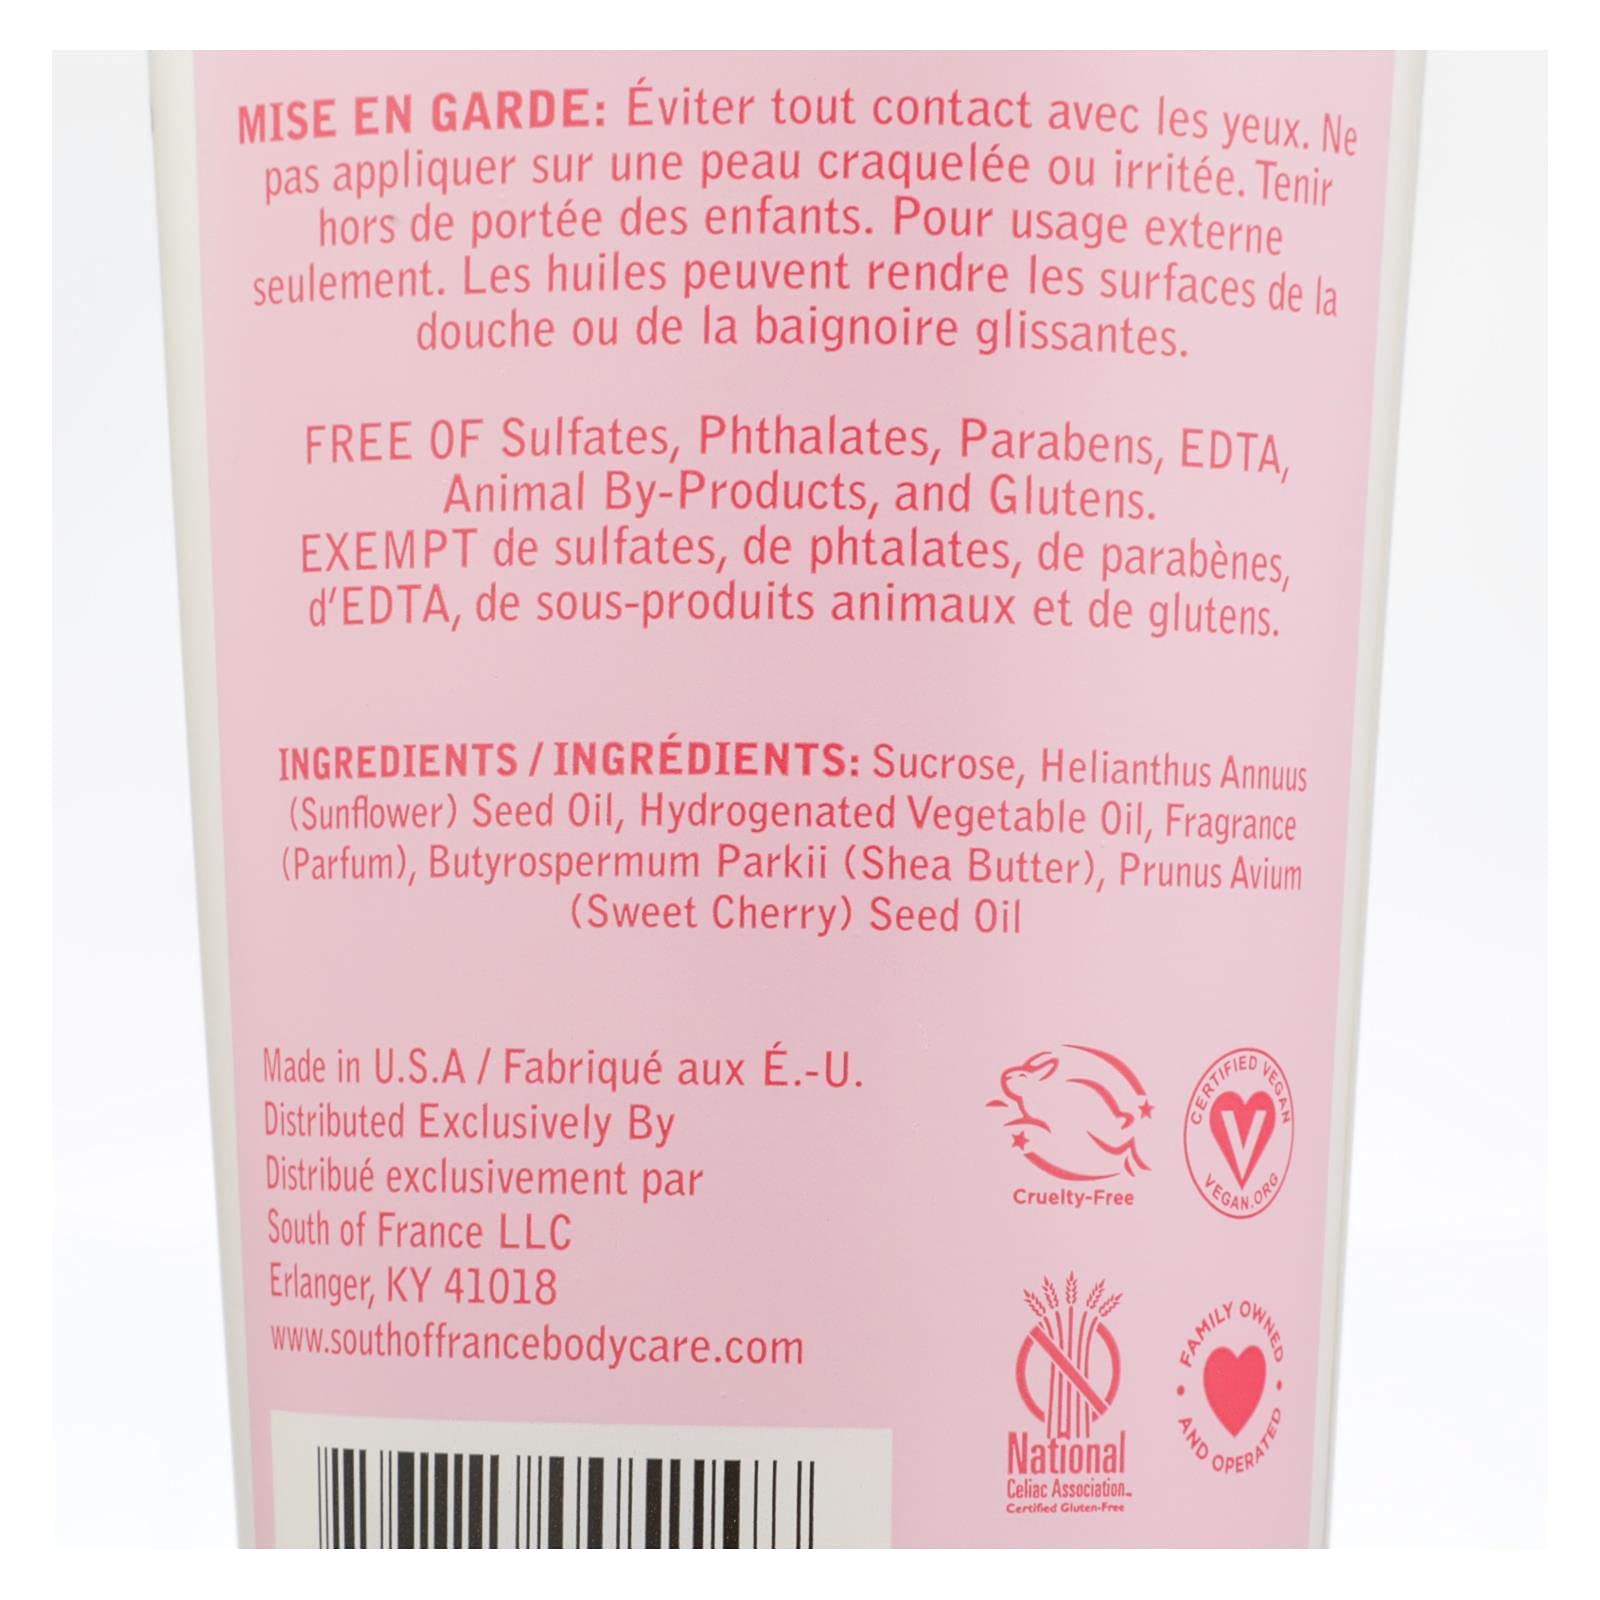 MISE EN GARDE: Éviter tout contact avec les yeux. Ne
pas appliquer sur une peau craquelée ou irritée. Tenir
hors de portée des enfants. Pour usage externe
seulement. Les huiles peuvent rendre les surfaces de la
douche ou de la baignoire glissantes.
FREE OF Sulfates, Phthalates, Parabens, EDTA,
Animal By-Products, and Glutens.
EXEMPT de sulfates, de phtalates, de parabènes,
d'EDTA, de sous-produits animaux et de glutens.
INGREDIENTS / INGRÉDIENTS: Sucrose, Helianthus Annuus
(Sunflower) Seed Oil, Hydrogenated Vegetable Oil, Fragrance
(Parfum), Butyrospermum Parkii (Shea Butter), Prunus Avium
(Sweet Cherry) Seed Oil
Made in U.S.A / Fabriqué aux É.-U.
Distributed Exclusively By
Distribué exclusivement par
South of France LLC
Erlanger, KY 41018
www.southoffrancebodycare.com
Cruelty-Free
CERTIFIED VEGAN
V
VEGAN.ORG
National
Celiac Association
Certified Gluten-Free
FAMILY OWNED
AND OPERATED